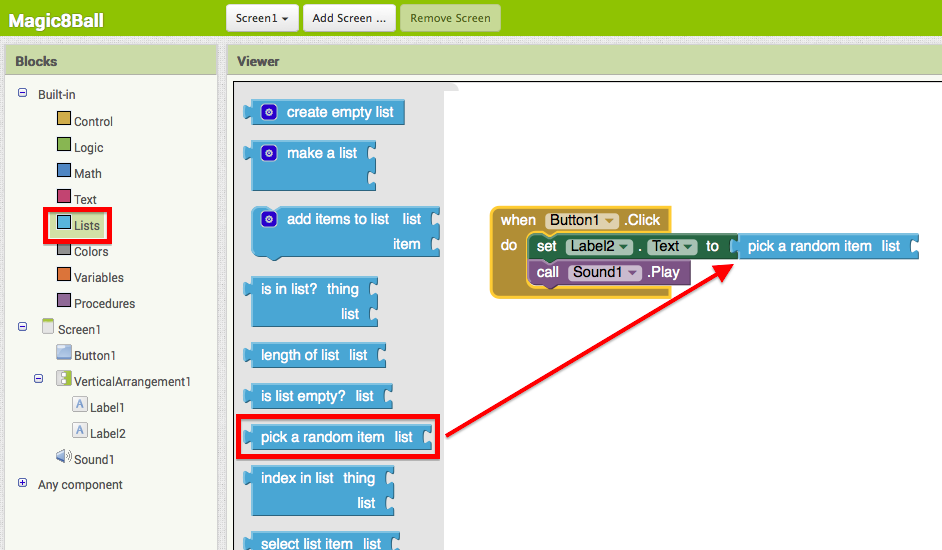 Magic8Ball
Screen1 Add Screen ... Remove Screen
Blocks
Built-in
Control
Logic
Math
Text
Lists
Colors
Variables
Procedures
Screen1
Button1
VerticalArrangement1
Label1
Label2
Sound1
Any component
Viewer
create empty list
make a list
add items to list list
item
is in list? thing
list
length of list list
is list empty? list
pick a random item list
index in list thing
list
select list item list
when Button1 .Click
do set Label2 . Text to pick a random item list
call Sound1 .Play